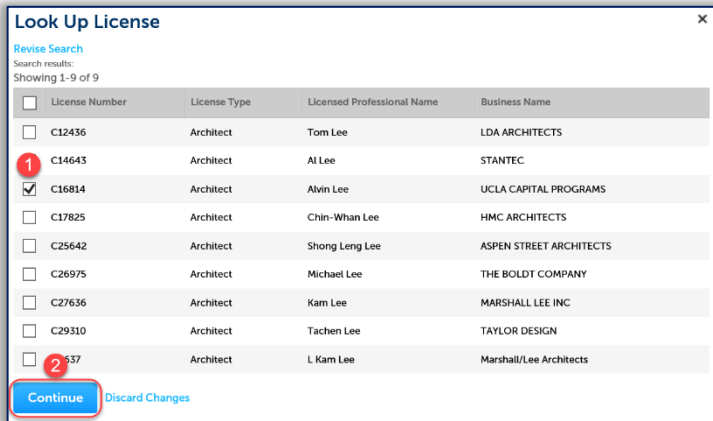 Look Up License
×
Revise Search
Search results:
Showing 1-9 of 9
License Number License Type Licensed Professional Name Business Name
C12436 Architect Tom Lee LDA ARCHITECTS
1
C14643 Architect Al Lee STANTEC
C16814 Architect Alvin Lee UCLA CAPITAL PROGRAMS
C17825 Architect Chin-Whan Lee HMC ARCHITECTS
C25642 Architect Shong Leng Lee ASPEN STREET ARCHITECTS
C26975 Architect Michael Lee THE BOLDT COMPANY
C27636 Architect Kam Lee MARSHALL LEE INC
C29310 Architect Tachen Lee TAYLOR DESIGN
Architect L Kam Lee Marshall/Lee Architects
2
Continue Discard Changes